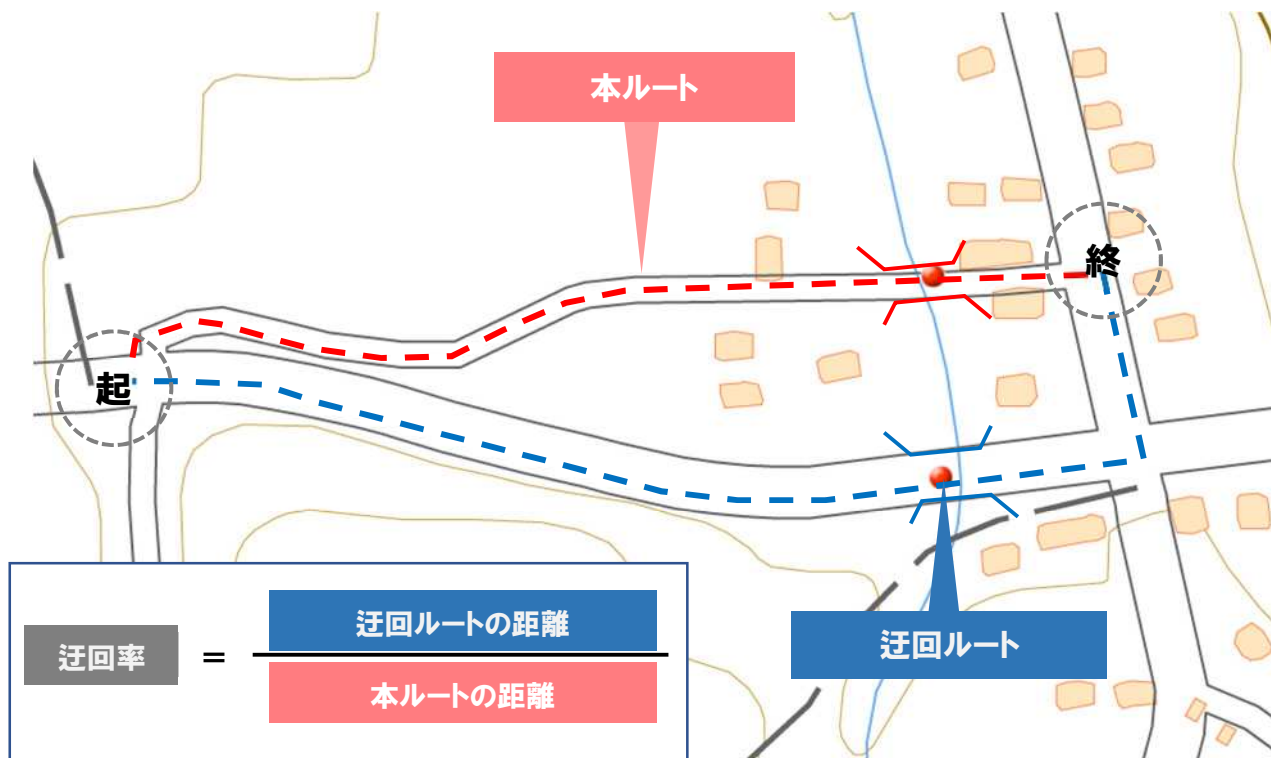 本ルート
終
起
迂回ルートの距離
迂回率 =
本ルートの距離
迂回ルート